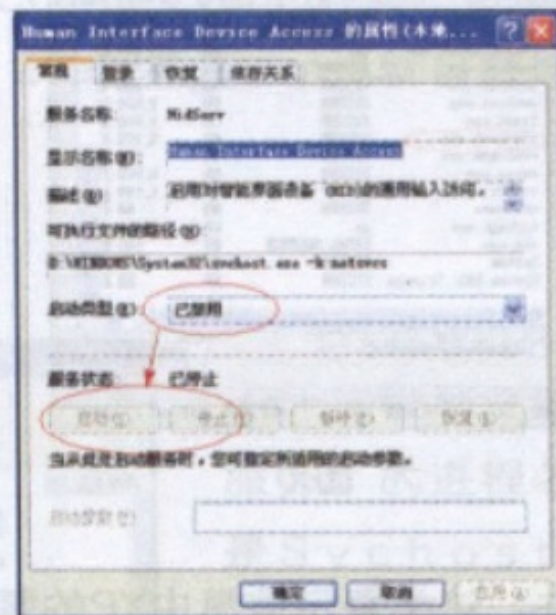 Human Interface Device Access 的属性(本地...
常规 登录 恢复 依存关系
服务名称: HidServ
显示名称(N): Human Interface Device Access
描述(D): 启用对智能界面设备 (HID)的通用输入访问,
可执行文件的路径(H):
D:\WINDOWS\System32\svchost.exe -k netsvcs
启动类型(E): 已禁用
服务状态: 已停止
启动(S) 停止(T) 暂停(P) 恢复(R)
当从此处启动服务时,您可指定所适用的启动参数。
启动参数(M):
确定 取消 应用(A)